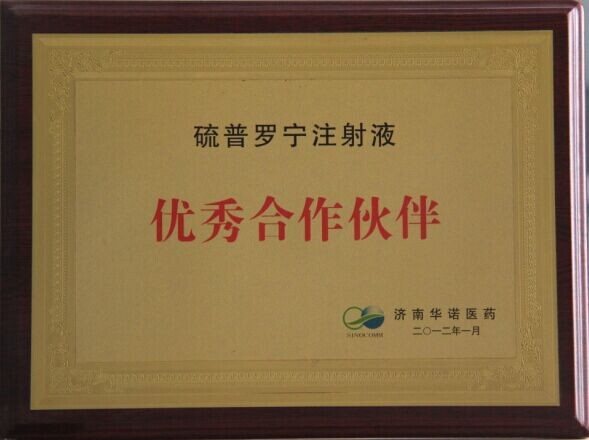 硫普罗宁注射液
优秀合作伙伴
济南华诺医药
SINOCOMM
二〇一二年一月